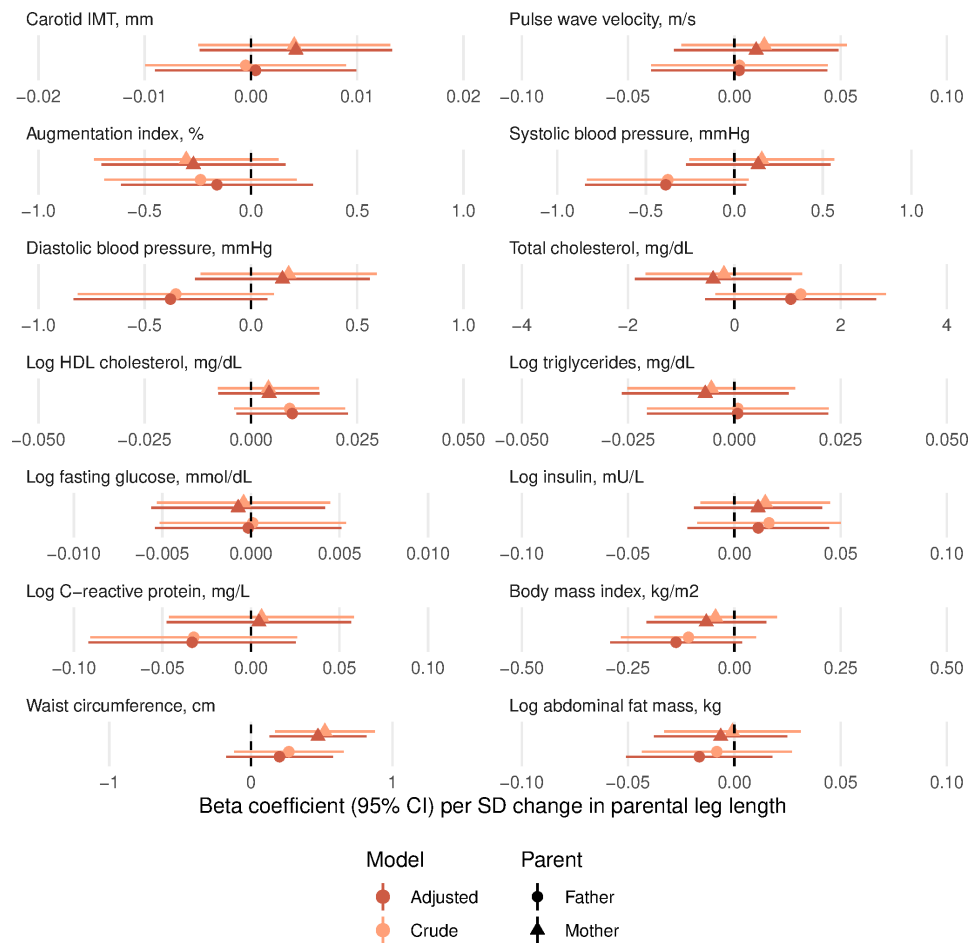 Carotid IMT, mm
−0.02 −0.01 0.00 0.01 0.02
Pulse wave velocity, m/s
−0.10 −0.05 0.00 0.05 0.10
Augmentation index, %
−1.0 −0.5 0.0 0.5 1.0
Systolic blood pressure, mmHg
−1.0 −0.5 0.0 0.5 1.0
Diastolic blood pressure, mmHg
−1.0 −0.5 0.0 0.5 1.0
Total cholesterol, mg/dL
−4 −2 0 2 4
Log HDL cholesterol, mg/dL
−0.050 −0.025 0.000 0.025 0.050
Log triglycerides, mg/dL
−0.050 −0.025 0.000 0.025 0.050
Log fasting glucose, mmol/dL
−0.010 −0.005 0.000 0.005 0.010
Log insulin, mU/L
−0.10 −0.05 0.00 0.05 0.10
Log C−reactive protein, mg/L
−0.10 −0.05 0.00 0.05 0.10
Body mass index, kg/m2
−0.50 −0.25 0.00 0.25 0.50
Waist circumference, cm
−1 0 1
Log abdominal fat mass, kg
−0.10 −0.05 0.00 0.05 0.10
Beta coefficient (95% CI) per SD change in parental leg length
Model
Adjusted
Crude
Parent
Father
Mother